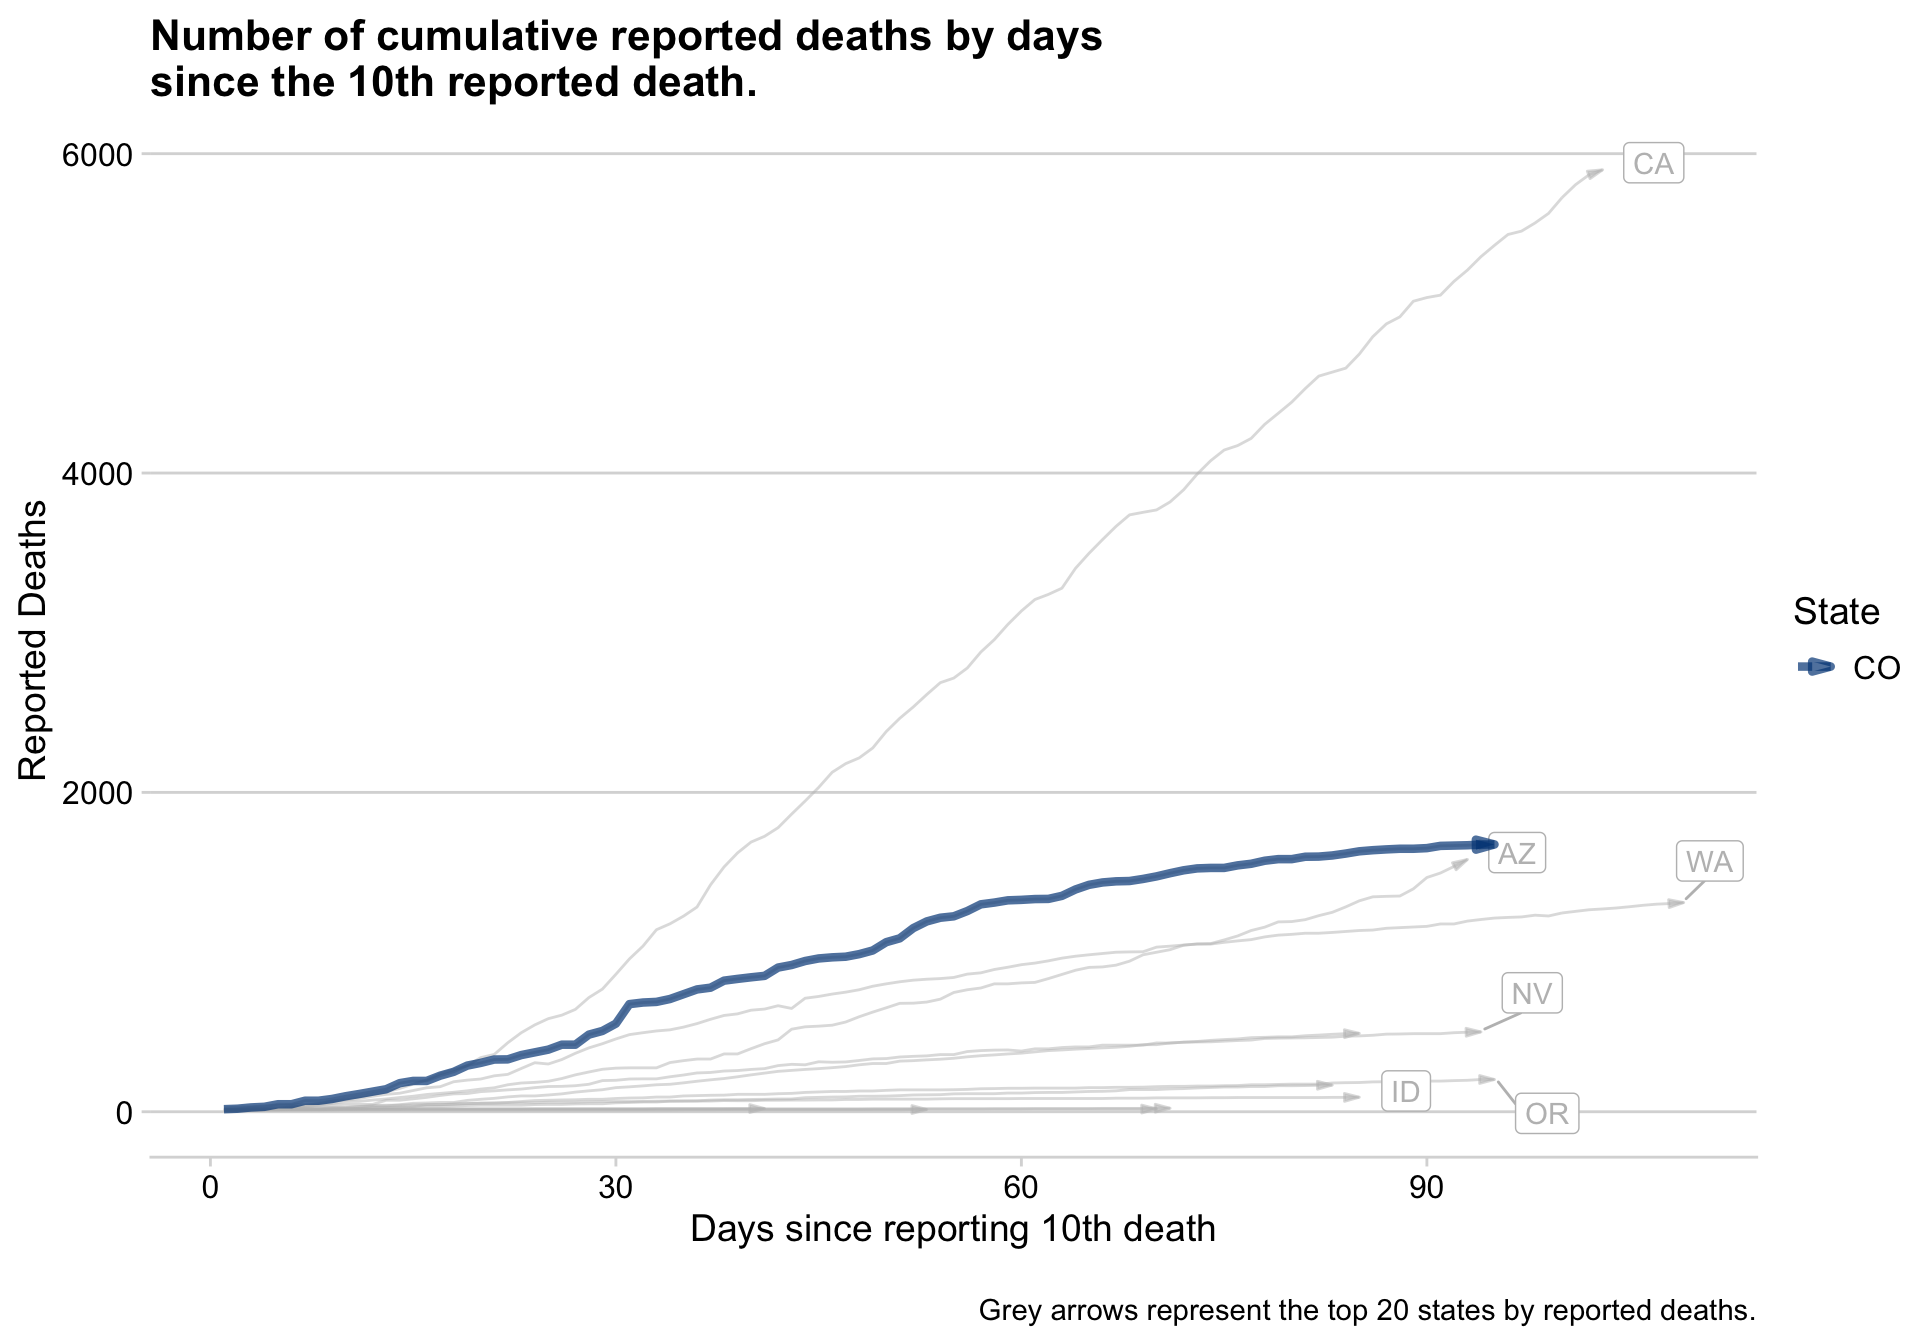 Number of cumulative reported deaths by days
since the 10th reported death.
6000
4000
2000
0
Reported Deaths
CA
AZ
WA
NV
ID
OR
State
CO
0
30
60
90
Days since reporting 10th death
Grey arrows represent the top 20 states by reported deaths.